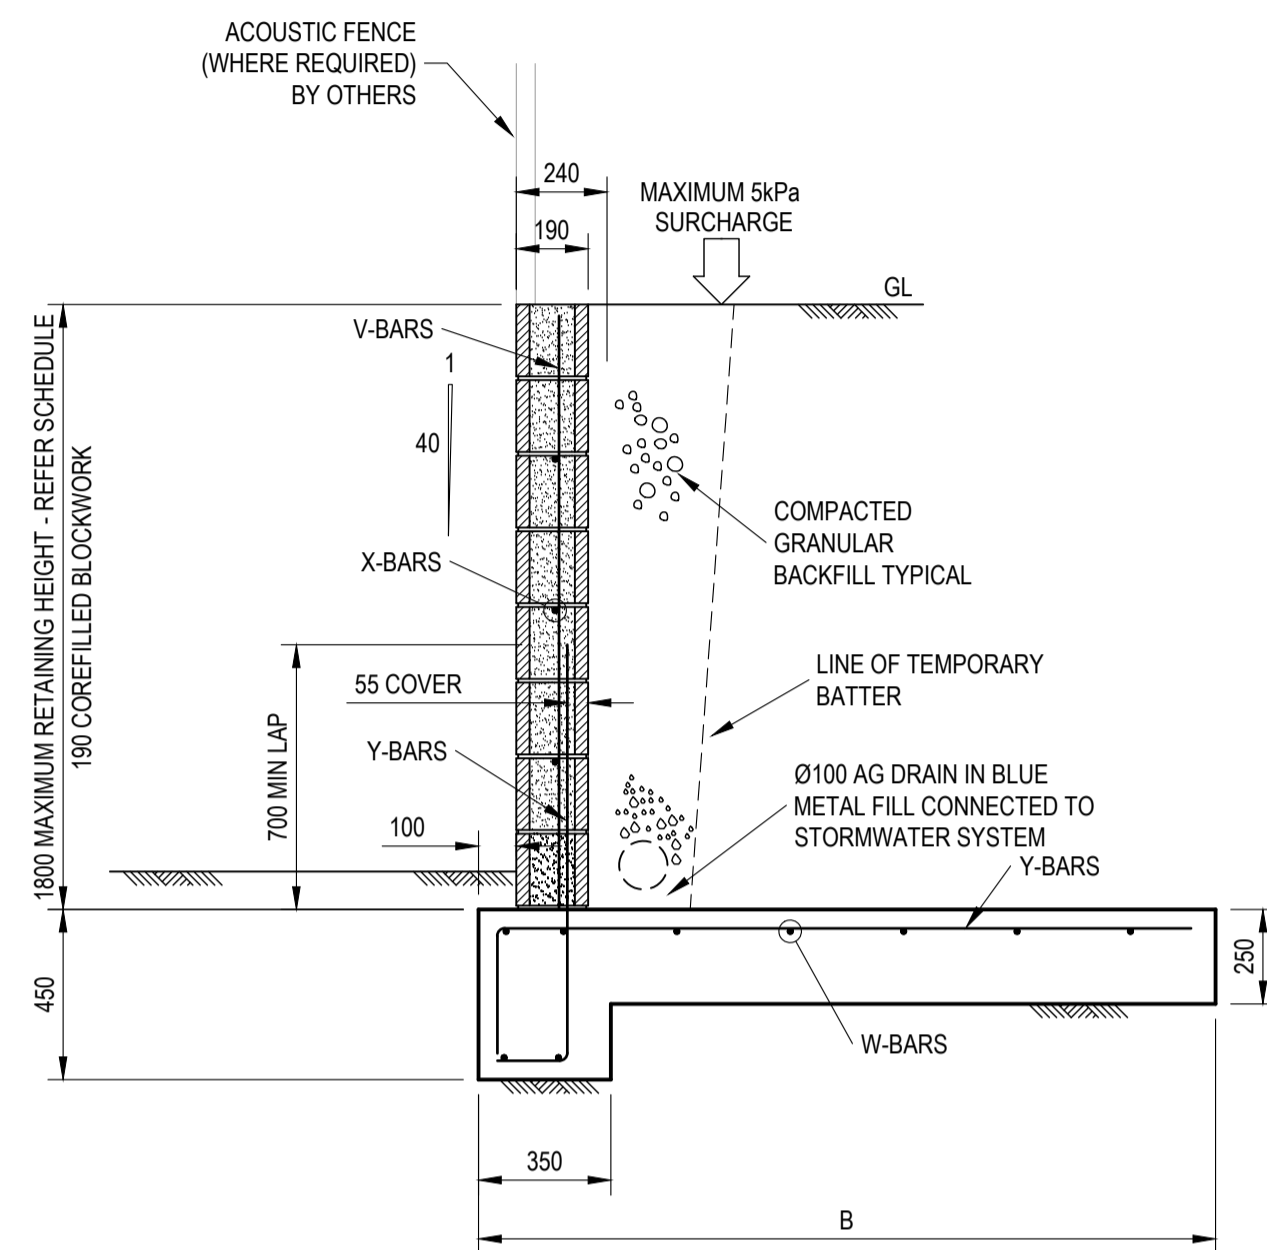 ACOUSTIC FENCE
(WHERE REQUIRED)
BY OTHERS
240
MAXIMUM 5kPa
SURCHARGE
190
GL
V-BARS
1
40
1800 MAXIMUM RETAINING HEIGHT - REFER SCHEDULE
190 COREFILLED BLOCKWORK
COMPACTED
GRANULAR
BACKFILL TYPICAL
X-BARS
LINE OF TEMPORARY
BATTER
55 COVER
700 MIN LAP
Y-BARS
Ø100 AG DRAIN IN BLUE
METAL FILL CONNECTED TO
STORMWATER SYSTEM
100
Y-BARS
450
250
W-BARS
350
B